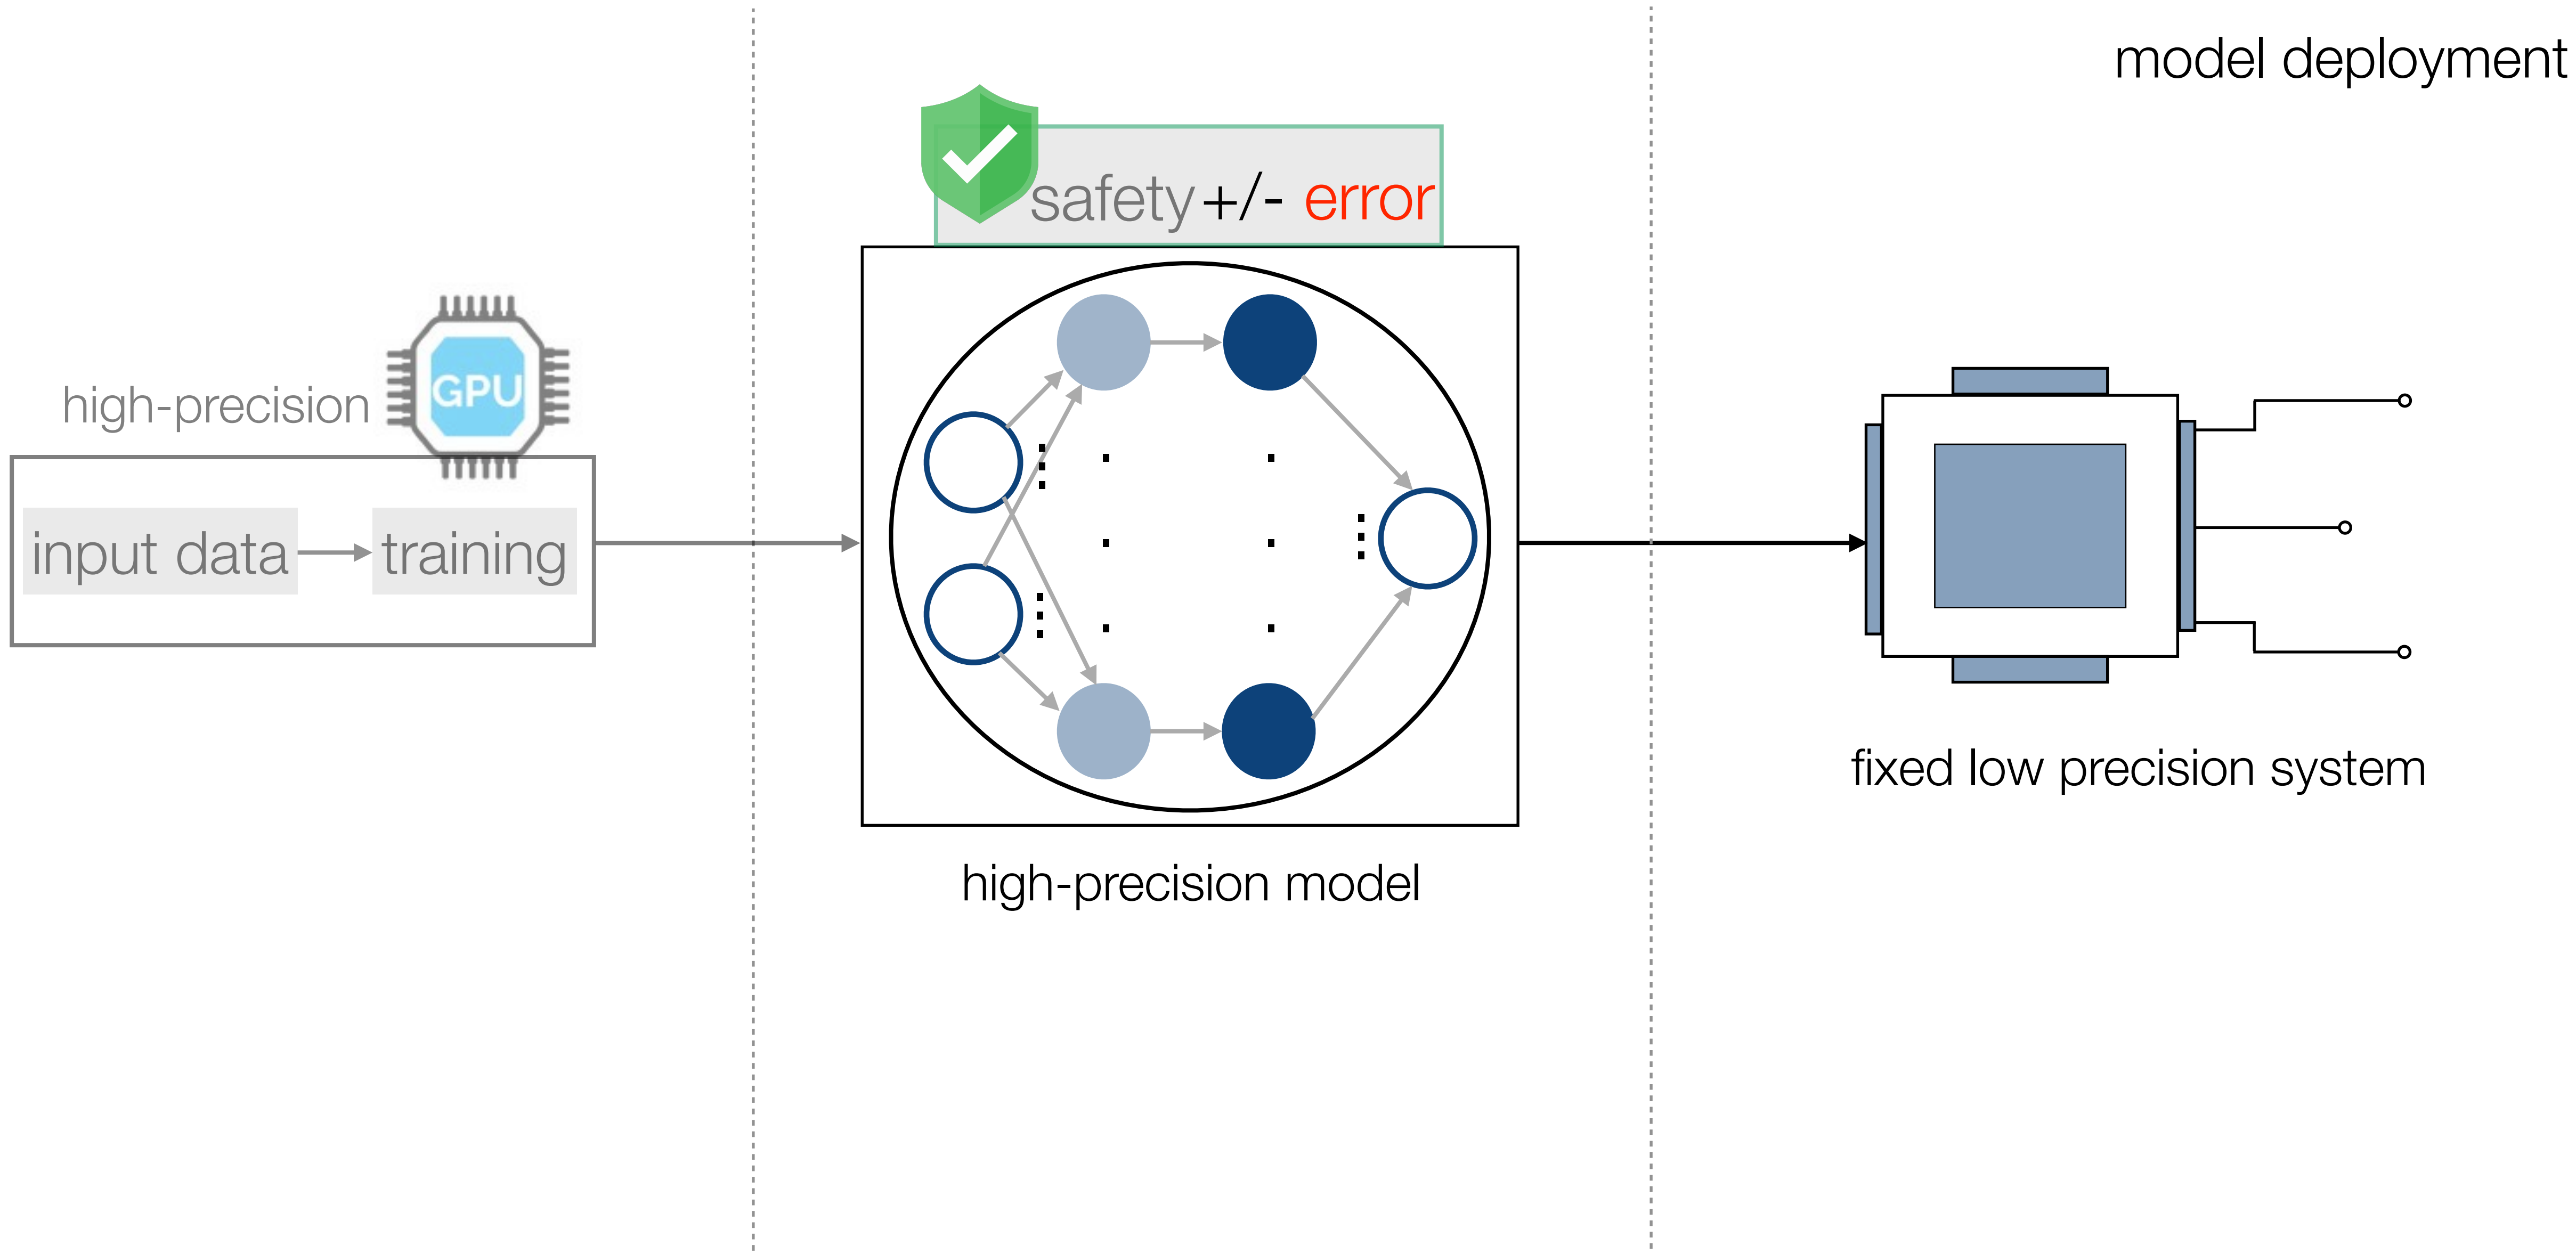 model deployment
safety +/- error
high-precision
GPU
input data
training
high-precision model
fixed low precision system